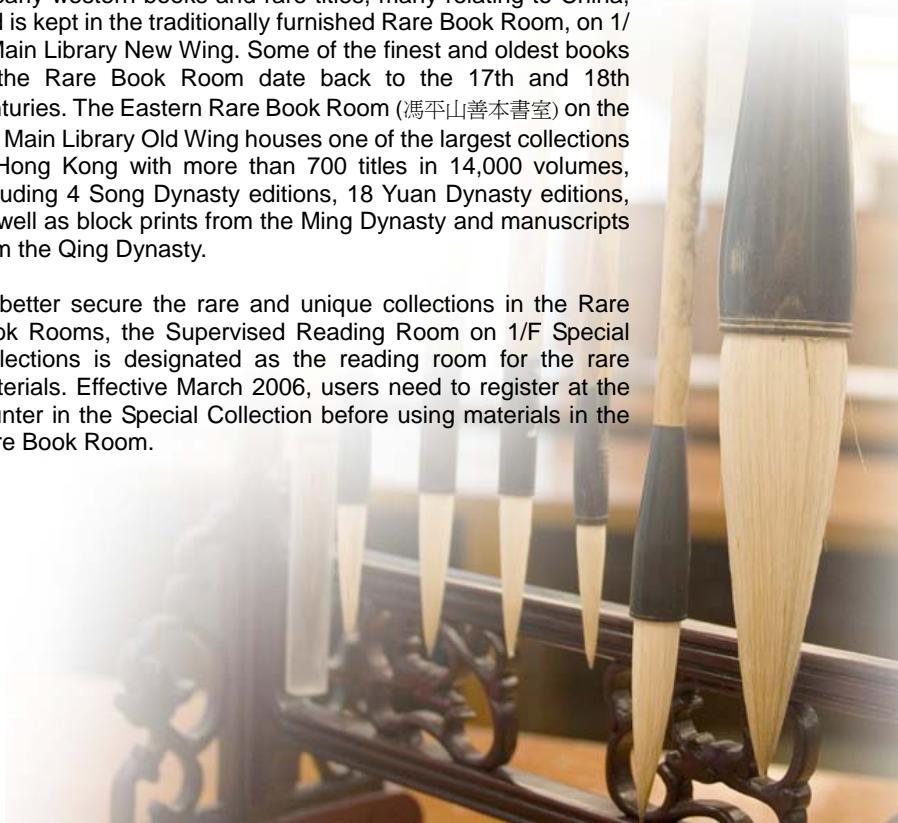 early western books and rare titles, many relating to China,
d is kept in the traditionally furnished Rare Book Room, on 1/
Main Library New Wing. Some of the finest and oldest books
the Rare Book Room date back to the 17th and 18th
nturies. The Eastern Rare Book Room (馮平山善本書室) on the
Main Library Old Wing houses one of the largest collections
Hong Kong with more than 700 titles in 14,000 volumes,
uding 4 Song Dynasty editions, 18 Yuan Dynasty editions,
well as block prints from the Ming Dynasty and manuscripts
m the Qing Dynasty.
better secure the rare and unique collections in the Rare
ok Rooms, the Supervised Reading Room on 1/F Special
llections is designated as the reading room for the rare
terials. Effective March 2006, users need to register at the
unter in the Special Collection before using materials in the
re Book Room.